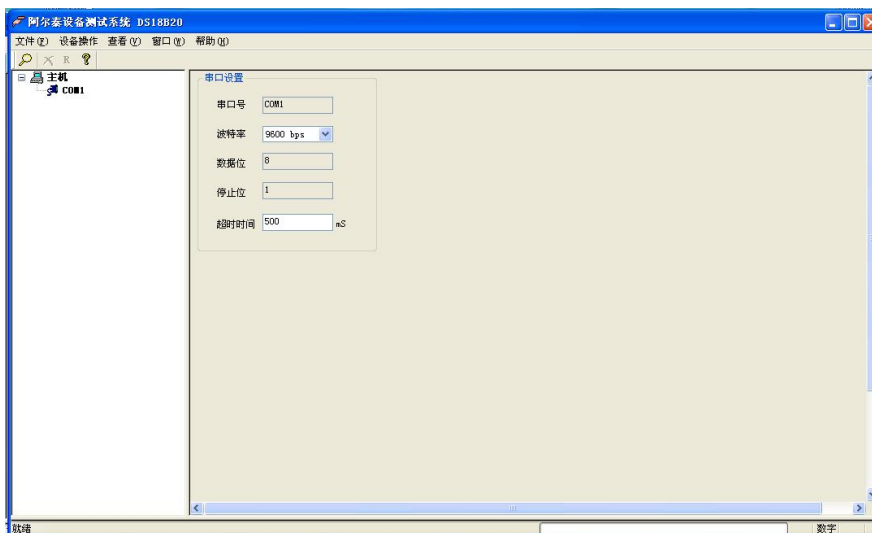 阿尔泰设备测试系统 DS18B20
文件(F) 设备操作 查看(V) 窗口(W) 帮助(H)
R ?
主机
COM1
串口设置
串口号 COM1
波特率 9600 bps
数据位 8
停止位 1
超时时间 500 mS
就绪 数字